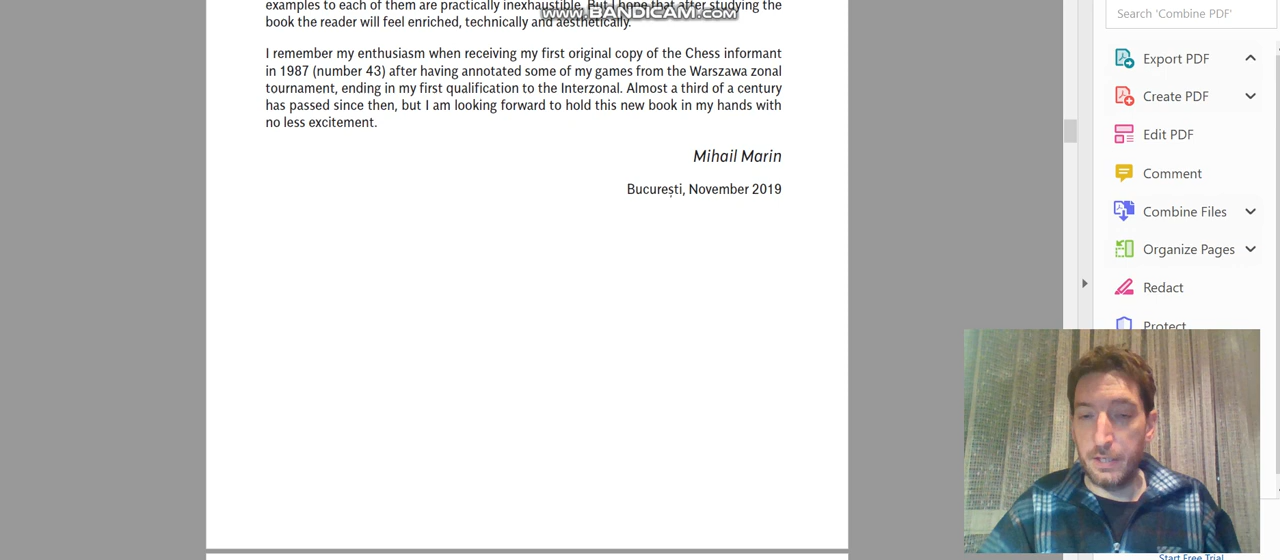 examples to each of them are practically inexhaustible. But I hope that after studying the
www.BANDICAM.com
book the reader will feel enriched, technically and aesthetically.
I remember my enthusiasm when receiving my first original copy of the Chess informant
in 1987 (number 43) after having annotated some of my games from the Warszawa zonal
tournament, ending in my first qualification to the Interzonal. Almost a third of a century
has passed since then, but I am looking forward to hold this new book in my hands with
no less excitement.
Mihail Marin
București, November 2019
Search 'Combine PDF'
Export PDF
Create PDF
Edit PDF
Comment
Combine Files
Organize Pages
Redact
Protect
Start Free Trial